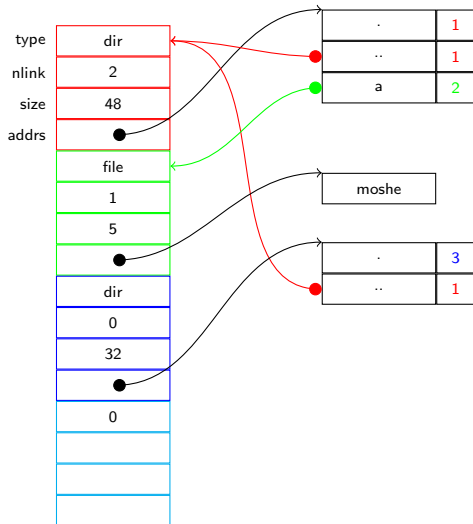 type dir
nlink 2
size 48
addrs
file
1
5
dir
0
32
0
. 1
.. 1
a 2
moshe
. 3
.. 1